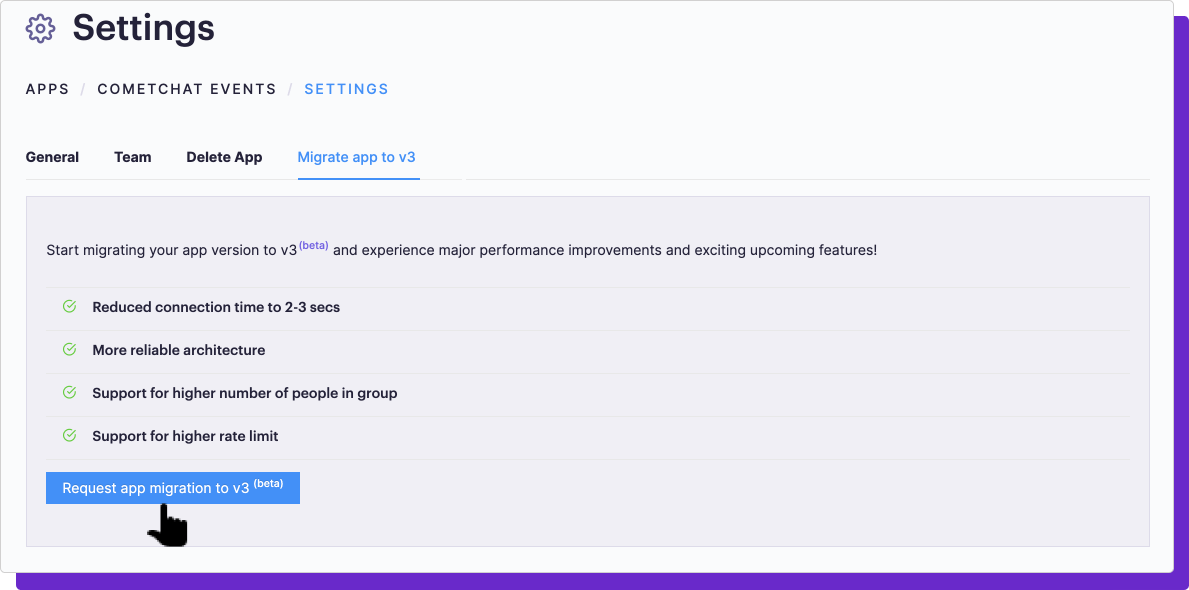 Settings
APPS / COMETCHAT EVENTS / SETTINGS
General Team Delete App Migrate app to v3
Start migrating your app version to v3(beta) and experience major performance improvements and exciting upcoming features!
Reduced connection time to 2-3 secs
More reliable architecture
Support for higher number of people in group
Support for higher rate limit
Request app migration to v3 (beta)